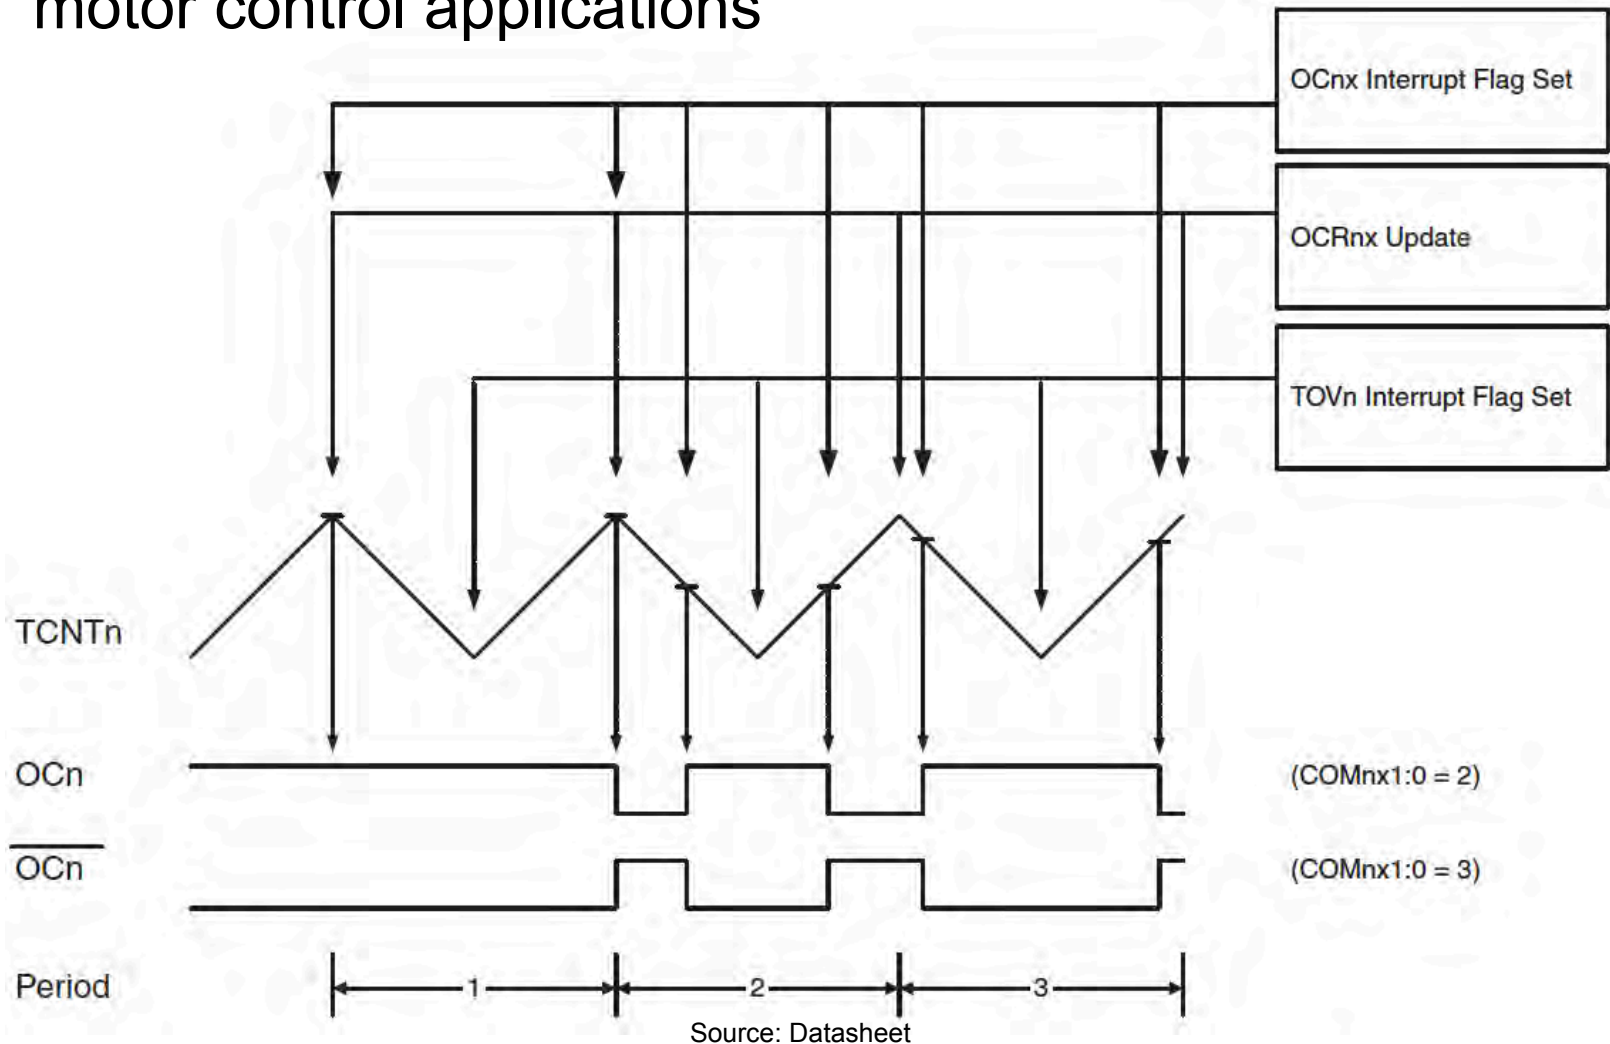 motor control applications
OCnx Interrupt Flag Set
OCRnx Update
TOVn Interrupt Flag Set
TCNTn
OCn
(COMnx1:0 = 2)
OCn
(COMnx1:0 = 3)
Period
1
2
3
Source: Datasheet